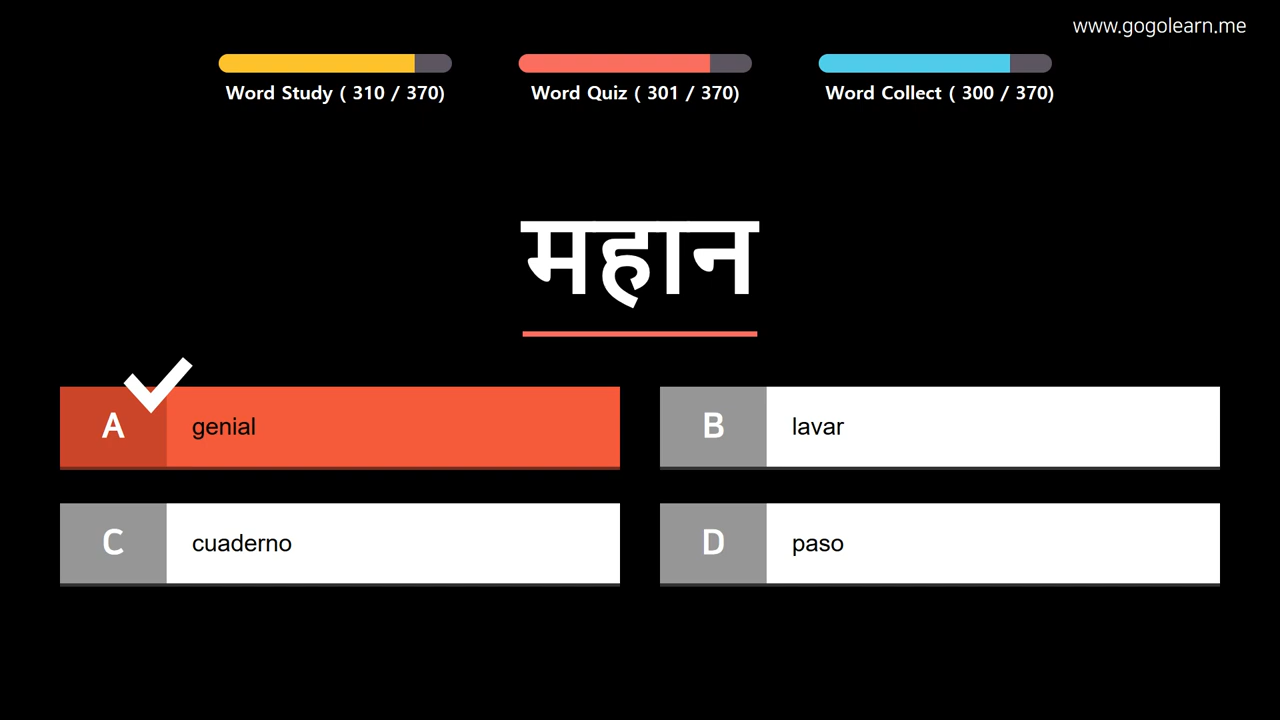 www.gogolearn.me
Word Study ( 310 / 370)
Word Quiz ( 301 / 370)
Word Collect ( 300 / 370)
महान
A genial
B lavar
C cuaderno
D paso